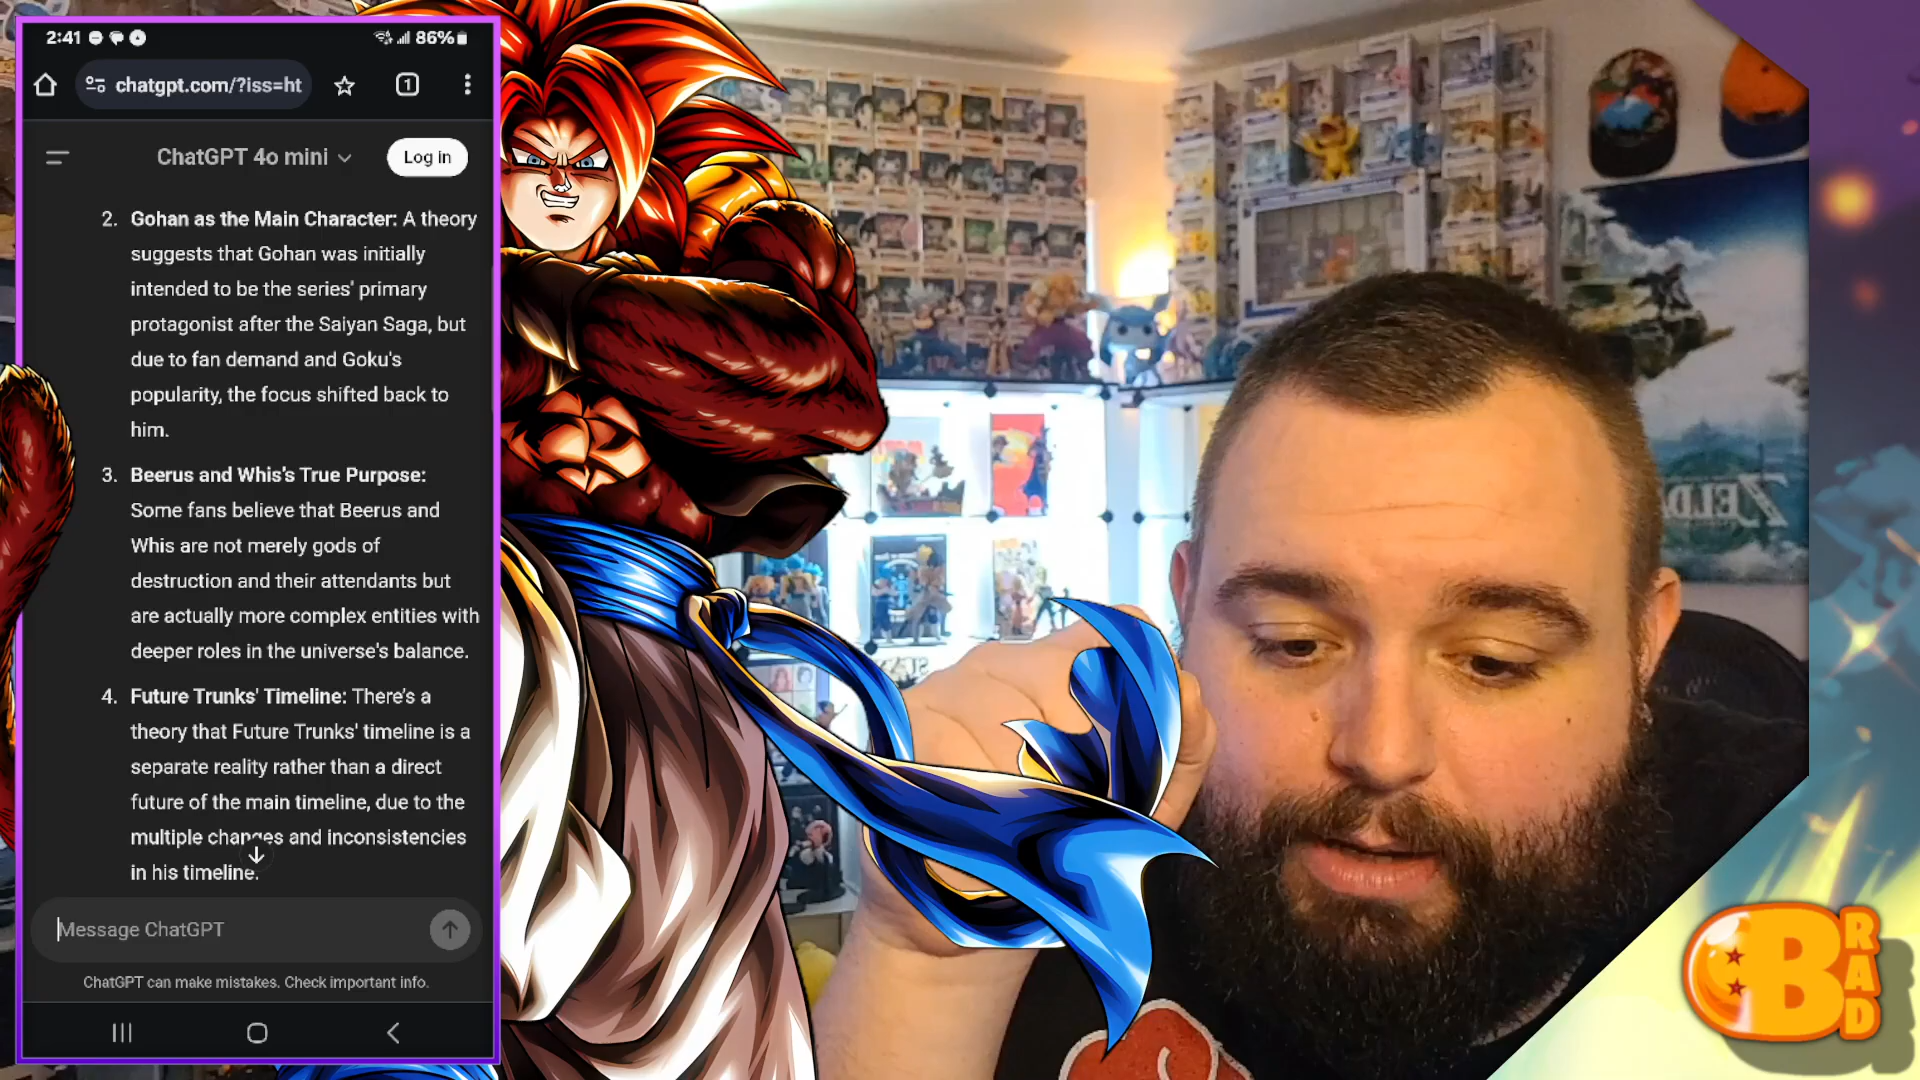 2:41
86%
chatgpt.com/?iss=ht
1
ChatGPT 4o mini
Log in
2. Gohan as the Main Character: A theory
suggests that Gohan was initially
intended to be the series' primary
protagonist after the Saiyan Saga, but
due to fan demand and Goku's
popularity, the focus shifted back to
him.
3. Beerus and Whis's True Purpose:
Some fans believe that Beerus and
Whis are not merely gods of
destruction and their attendants but
are actually more complex entities with
deeper roles in the universe's balance.
4. Future Trunks' Timeline: There's a
theory that Future Trunks' timeline is a
separate reality rather than a direct
future of the main timeline, due to the
multiple changes and inconsistencies
in his timeline.
Message ChatGPT
ChatGPT can make mistakes. Check important info.
ZELDA
BRAD